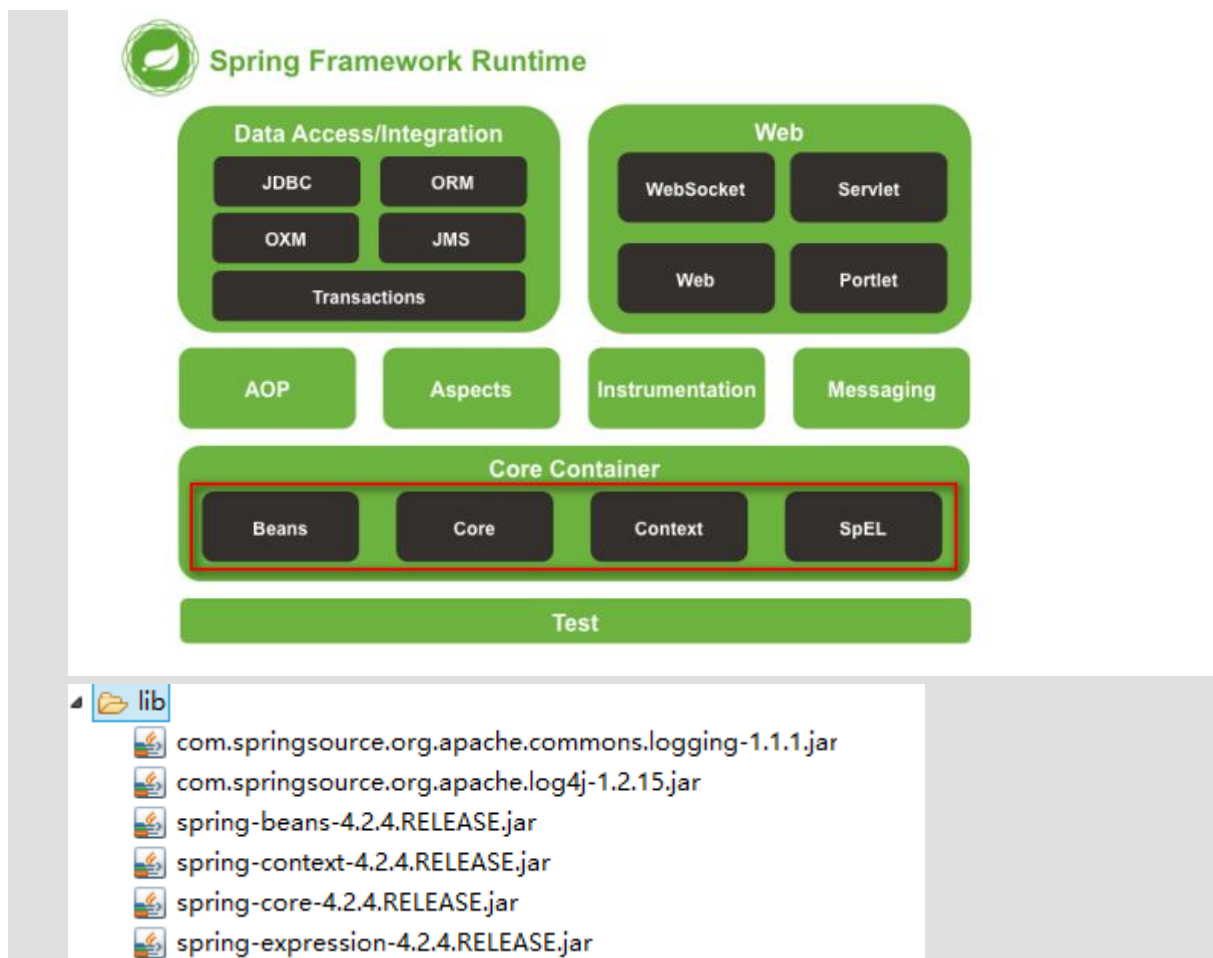 Spring Framework Runtime
Data Access/Integration
JDBC ORM
OXM JMS
Transactions
Web
WebSocket Servlet
Web Portlet
AOP Aspects Instrumentation Messaging
Core Container
Beans Core Context SpEL
Test
lib
com.springsource.org.apache.commons.logging-1.1.1.jar
com.springsource.org.apache.log4j-1.2.15.jar
spring-beans-4.2.4.RELEASE.jar
spring-context-4.2.4.RELEASE.jar
spring-core-4.2.4.RELEASE.jar
spring-expression-4.2.4.RELEASE.jar